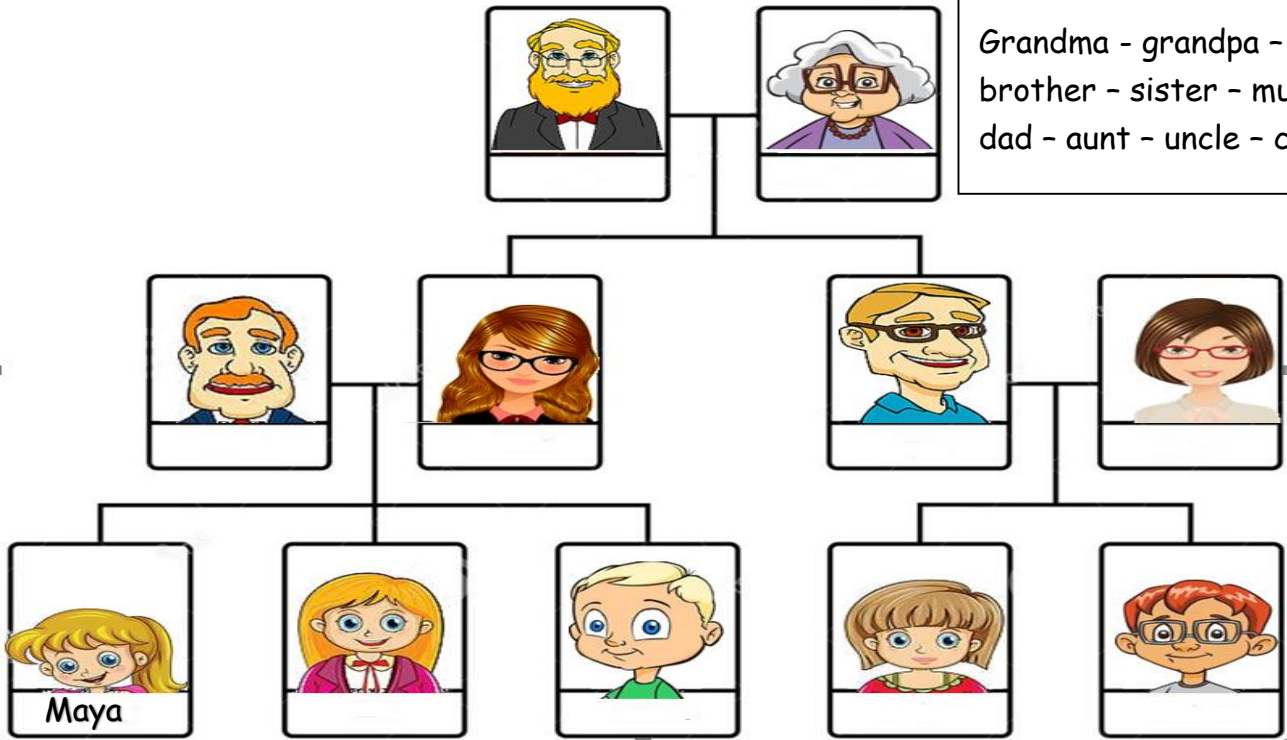 Grandma - grandpa –
brother – sister – mu
dad – aunt – uncle – c
Maya